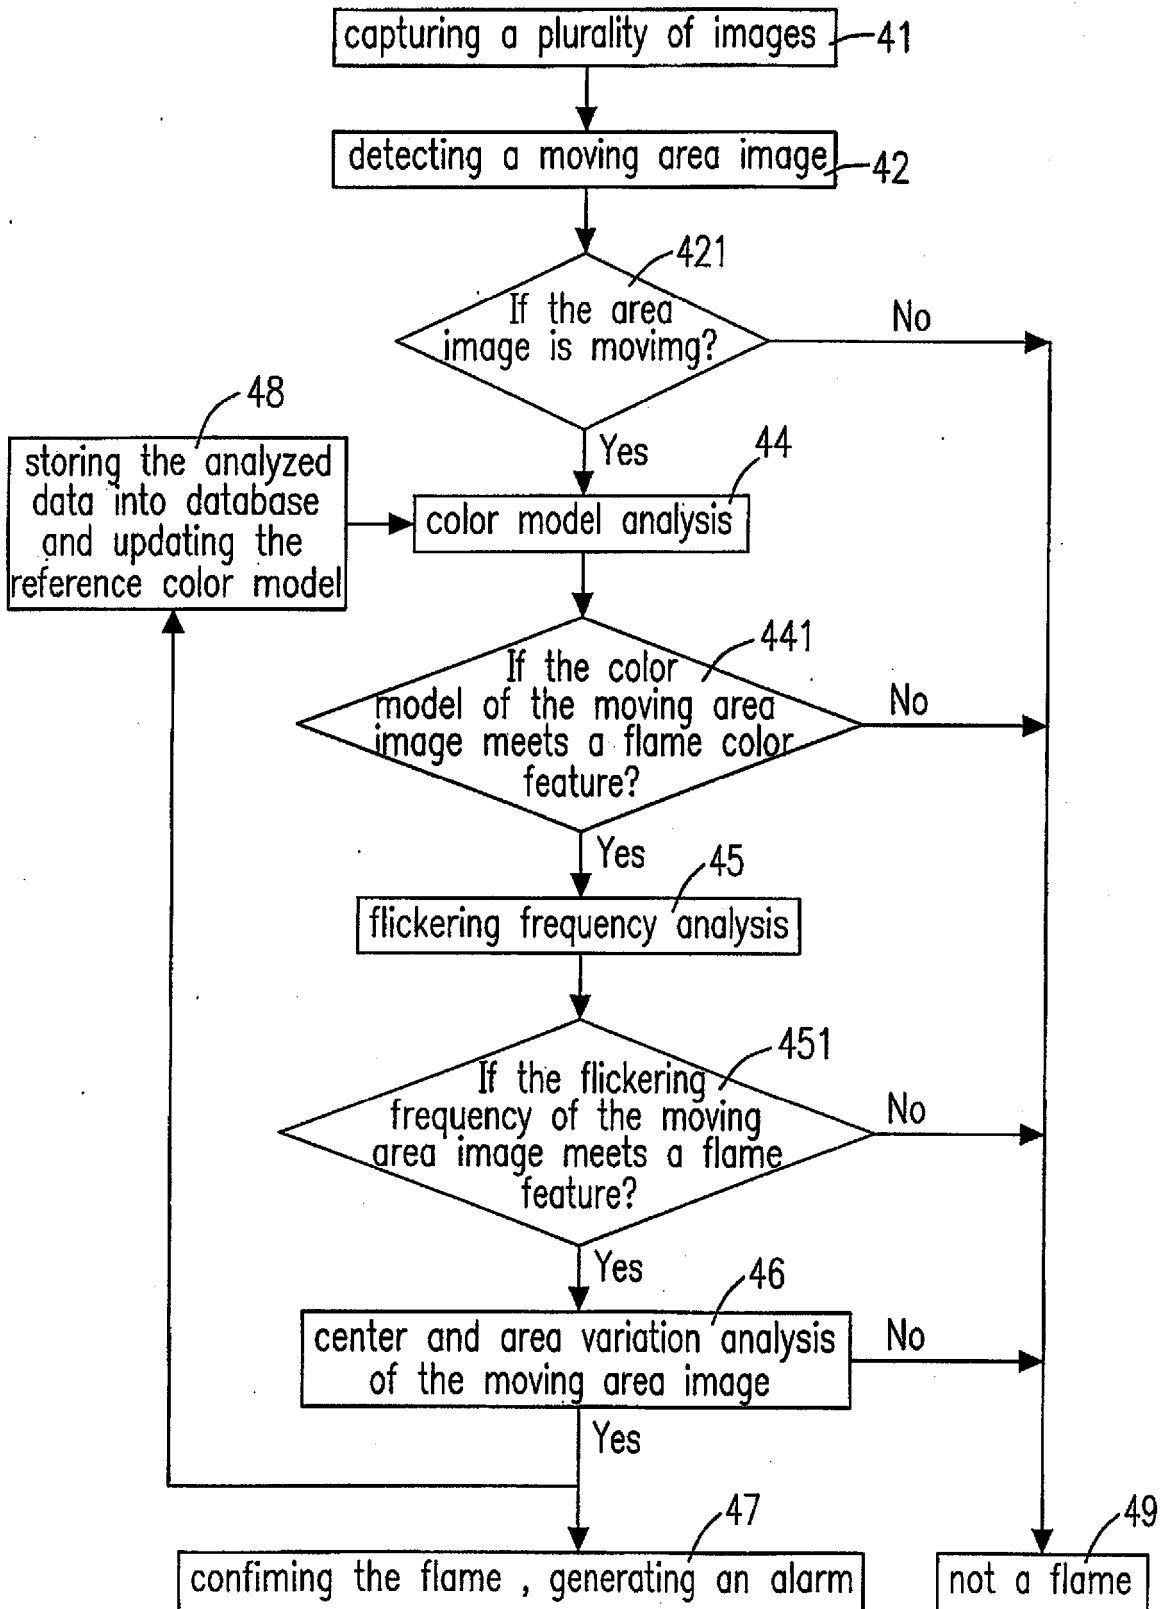 capturing a plurality of images
41
detecting a moving area image
42
421
If the area
image is movimg?
No
48
storing the analyzed
data into database
and updating the
reference color model
Yes
44
color model analysis
441
If the color
model of the moving area
image meets a flame color
feature?
No
Yes
45
flickering frequency analysis
451
If the flickering
frequency of the moving
area image meets a flame
feature?
No
Yes
46
center and area variation analysis
of the moving area image
No
Yes
47
confiming the flame , generating an alarm
49
not a flame